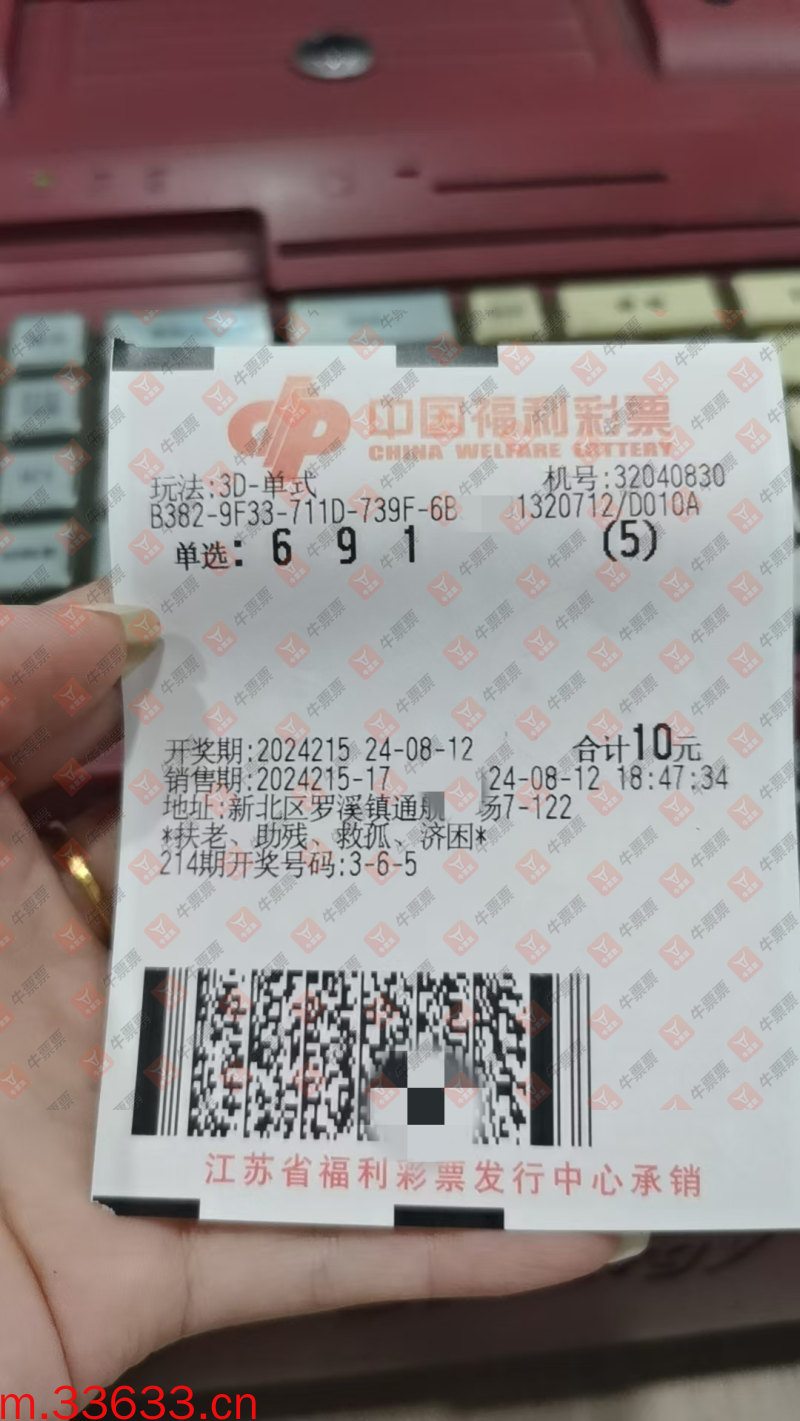 中国福利彩票
CHINA WELFARE LOTTERY
玩法:3D-单式 机号:32040830
B382-9F33-711D-739F-6B 1320712/D010A
单选: 6 9 1 (5)
开奖期:2024215 24-08-12 合计10元
销售期:2024215-17 24-08-12 18:47:34
地址:新北区罗溪镇通 场7-122
*扶老、助残、救孤、济困*
214期开奖号码:3-6-5
江苏省福利彩票发行中心承销
牛票票
m.33633.cn